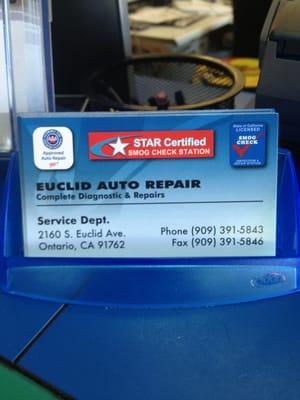 Approved
Auto Repair
STAR Certified
SMOG CHECK STATION
State of California
LICENSED
SMOG
CHECK
EUCLID AUTO REPAIR
Complete Diagnostic & Repairs
Service Dept.
2160 S. Euclid Ave.
Ontario, CA 91762
Phone (909) 391-5843
Fax (909) 391-5846